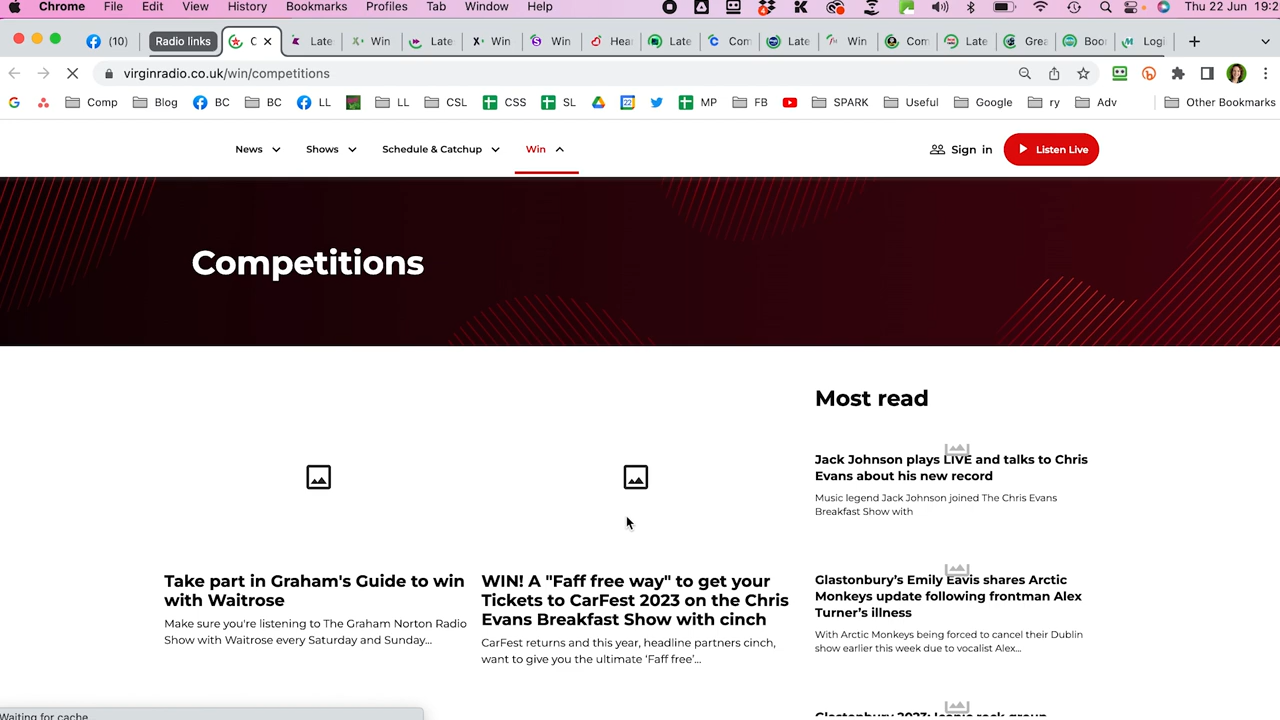 Chrome File Edit View History Bookmarks Profiles Tab Window Help Thu 22 Jun 19:2
(10) Radio links C Late Win Late Win Win Hea Late Com Late Win Com Late Grea Boo Logi
virginradio.co.uk/win/competitions
Comp Blog BC BC LL LL CSL CSS SL 22 MP FB SPARK Useful Google ry Adv Other Bookmarks
News Shows Schedule & Catchup Win Sign in Listen Live
Competitions
Most read
Jack Johnson plays LIVE and talks to Chris
Evans about his new record
Music legend Jack Johnson joined The Chris Evans
Breakfast Show with
Take part in Graham's Guide to win
with Waitrose
Make sure you're listening to The Graham Norton Radio
Show with Waitrose every Saturday and Sunday...
WIN! A "Faff free way" to get your
Tickets to CarFest 2023 on the Chris
Evans Breakfast Show with cinch
CarFest returns and this year, headline partners cinch,
want to give you the ultimate ‘Faff free’...
Glastonbury’s Emily Eavis shares Arctic
Monkeys update following frontman Alex
Turner’s illness
With Arctic Monkeys being forced to cancel their Dublin
show earlier this week due to vocalist Alex...
Glastonbury 2023: Iconic rock group
Waiting for cache